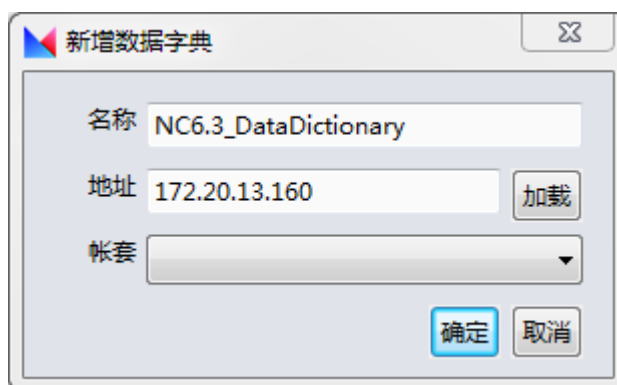 新增数据字典
名称 NC6.3_DataDictionary
地址 172.20.13.160 加载
帐套
确定 取消